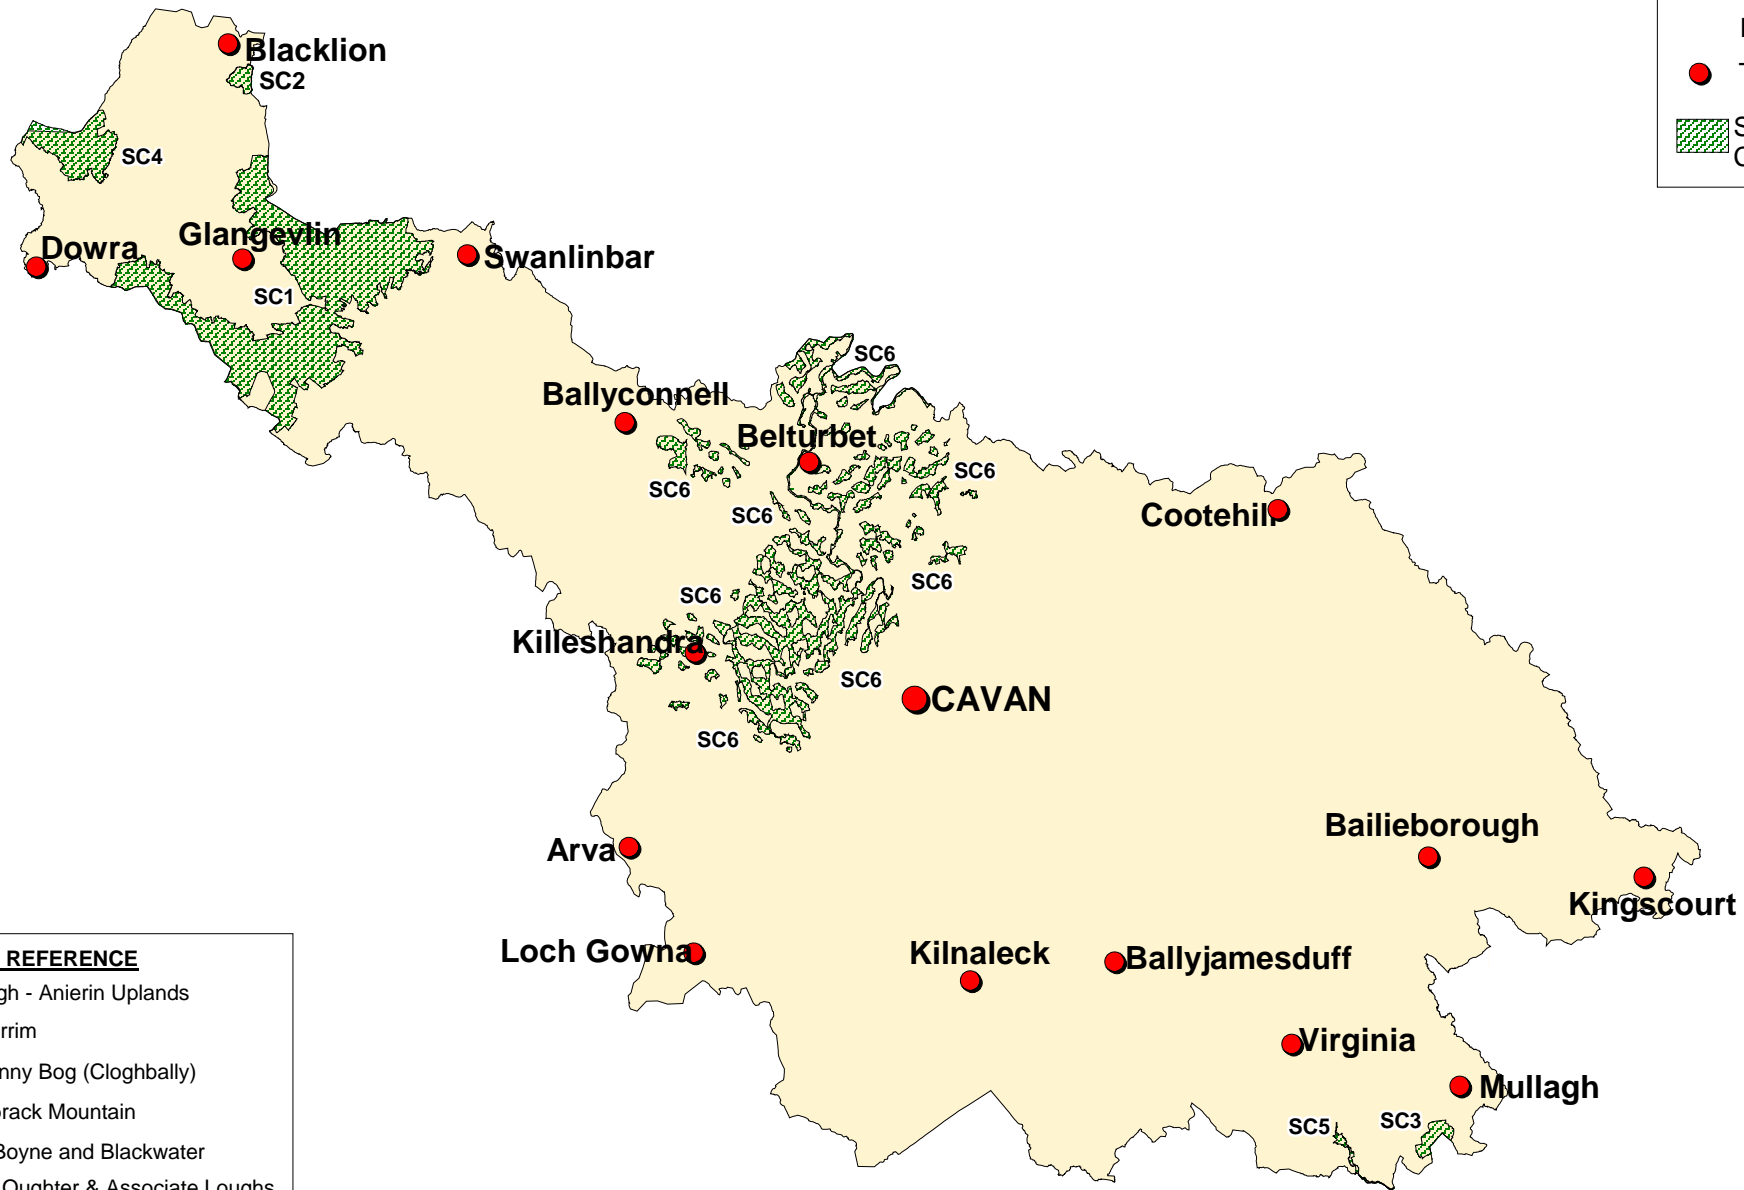 Blacklion
SC2
SC4
Glangevlin
Dowra
Swanlinbar
SC1
SC6
Ballyconnell
Belturbet
SC6
SC6
SC6
Cootehill
SC6
SC6
Killeshandra
SC6
CAVAN
SC6
Bailieborough
Arva
Kingscourt
Loch Gowna
Kilnaleck
Ballyjamesduff
Virginia
Mullagh
SC5
SC3
REFERENCE
gh - Anierin Uplands
rrim
nny Bog (Cloghbally)
rack Mountain
Boyne and Blackwater
Oughter & Associate Loughs